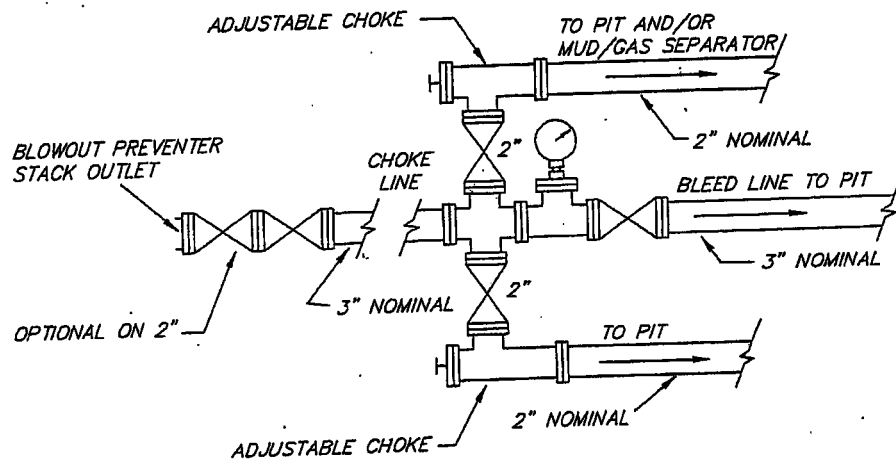 ADJUSTABLE CHOKE
TO PIT AND/OR
MUD/GAS SEPARATOR
2" NOMINAL
BLOWOUT PREVENTER
STACK OUTLET
CHOKE
LINE
2"
BLEED LINE TO PIT
3" NOMINAL
3" NOMINAL
OPTIONAL ON 2"
2"
TO PIT
2" NOMINAL
ADJUSTABLE CHOKE